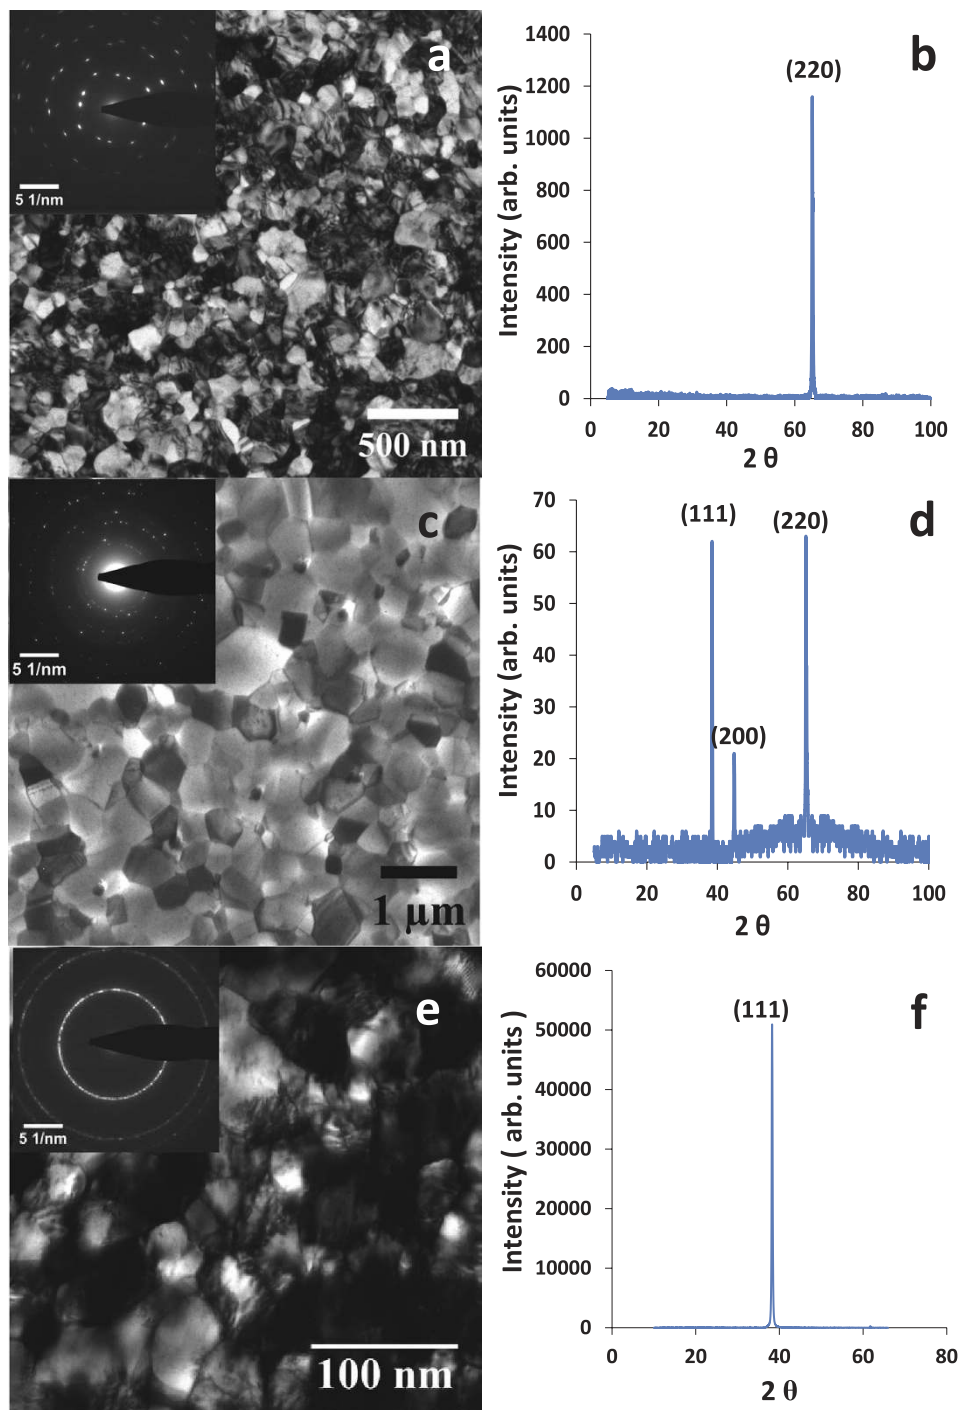 a
5 1/nm
500 nm
b
(220)
Intensity (arb. units)
1400
1200
1000
800
600
400
200
0
0 20 40 60 80 100
2 θ
c
5 1/nm
1 μm
d
(111)
(220)
(200)
Intensity (arb. units)
70
60
50
40
30
20
10
0
0 20 40 60 80 100
2 θ
e
5 1/nm
100 nm
f
(111)
Intensity ( arb. units )
60000
50000
40000
30000
20000
10000
0
0 20 40 60 80
2 θ